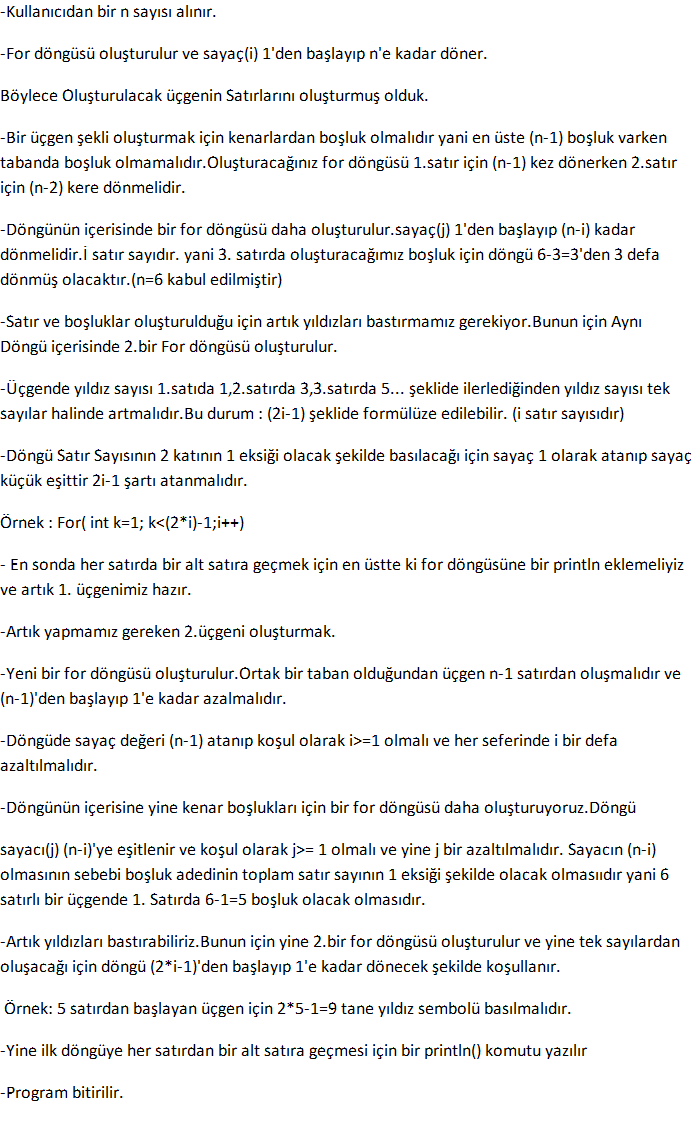 -Kullanıcıdan bir n sayısı alınır.
-For döngüsü oluşturulur ve sayaç(i) 1'den başlayıp n'e kadar döner.
Böylece Oluşturulacak üçgenin Satırlarını oluşturmuş olduk.
-Bir üçgen şekli oluşturmak için kenarlardan boşluk olmalıdır yani en üste (n-1) boşluk varken
tabanda boşluk olmamalıdır.Oluşturacağınız for döngüsü 1.satır için (n-1) kez dönerken 2.satır
için (n-2) kere dönmelidir.
-Döngünün içerisinde bir for döngüsü daha oluşturulur.sayaç(j) 1'den başlayıp (n-i) kadar
dönmelidir.İ satır sayıdır. yani 3. satırda oluşturacağımız boşluk için döngü 6-3=3'den 3 defa
dönmüş olacaktır.(n=6 kabul edilmiştir)
-Satır ve boşluklar oluşturulduğu için artık yıldızları bastırmamız gerekiyor.Bunun için Aynı
Döngü içerisinde 2.bir For döngüsü oluşturulur.
-Üçgende yıldız sayısı 1.satıda 1,2.satırda 3,3.satırda 5... şeklide ilerlediğinden yıldız sayısı tek
sayılar halinde artmalıdır.Bu durum : (2i-1) şeklide formülüze edilebilir. (i satır sayısıdır)
-Döngü Satır Sayısının 2 katının 1 eksiği olacak şekilde basılacağı için sayaç 1 olarak atanıp sayaç
küçük eşittir 2i-1 şartı atanmalıdır.
Örnek : For( int k=1; k<(2*i)-1;i++)
- En sonda her satırda bir alt satıra geçmek için en üstte ki for döngüsüne bir println eklemeliyiz
ve artık 1. üçgenimiz hazır.
-Artık yapmamız gereken 2.üçgeni oluşturmak.
-Yeni bir for döngüsü oluşturulur.Ortak bir taban olduğundan üçgen n-1 satırdan oluşmalıdır ve
(n-1)'den başlayıp 1'e kadar azalmalıdır.
-Döngüde sayaç değeri (n-1) atanıp koşul olarak i>=1 olmalı ve her seferinde i bir defa
azaltılmalıdır.
-Döngünün içerisine yine kenar boşlukları için bir for döngüsü daha oluşturuyoruz.Döngü
sayacı(j) (n-i)'ye eşitlenir ve koşul olarak j>= 1 olmalı ve yine j bir azaltılmalıdır. Sayacın (n-i)
olmasının sebebi boşluk adedinin toplam satır sayının 1 eksiği şekilde olacak olmasııdır yani 6
satırlı bir üçgende 1. Satırda 6-1=5 boşluk olacak olmasıdır.
-Artık yıldızları bastırabiliriz.Bunun için yine 2.bir for döngüsü oluşturulur ve yine tek sayılardan
oluşacağı için döngü (2*i-1)'den başlayıp 1'e kadar dönecek şekilde koşullanır.
Örnek: 5 satırdan başlayan üçgen için 2*5-1=9 tane yıldız sembolü basılmalıdır.
-Yine ilk döngüye her satırdan bir alt satıra geçmesi için bir println() komutu yazılır
-Program bitirilir.